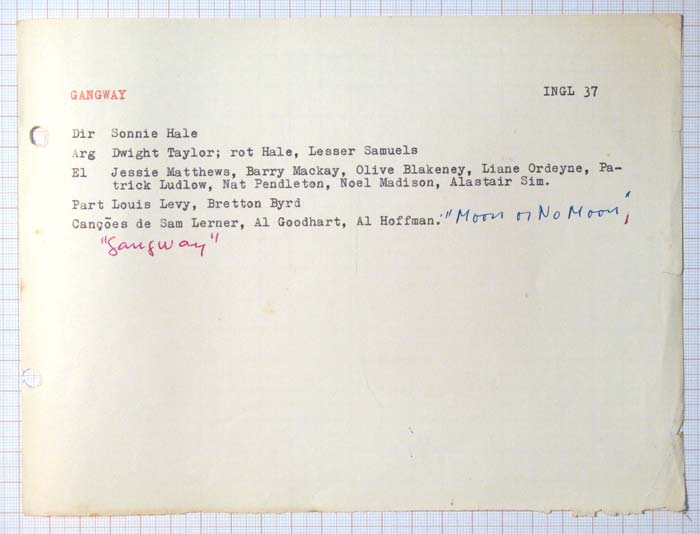 GANGWAY INGL 37
Dir Sonnie Hale
Arg Dwight Taylor; rot Hale, Lesser Samuels
El Jessie Matthews, Barry Mackay, Olive Blakeney, Liane Ordeyne, Pa-
trick Ludlow, Nat Pendleton, Noel Madison, Alastair Sim.
Part Louis Levy, Bretton Byrd
Canções de Sam Lerner, Al Goodhart, Al Hoffman. "Moon or No Moon",
"Gangway"